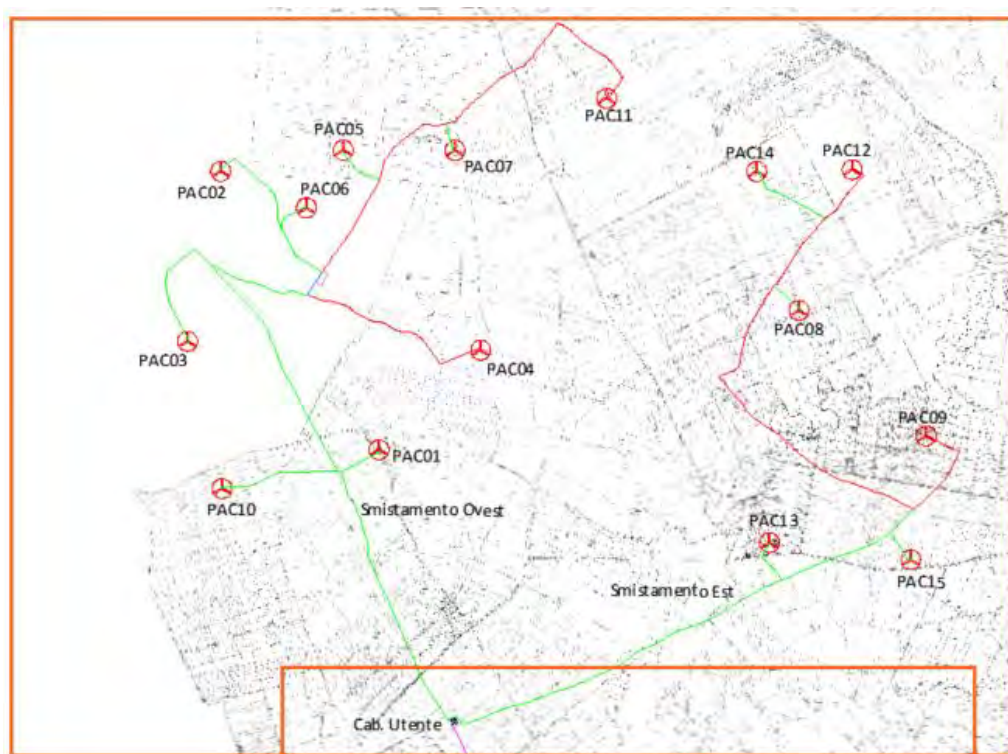 PAC11
PAC05
PAC07
PAC14
PAC12
PAC02
PAC06
PAC08
PAC03
PAC04
PAC09
PAC01
PAC10
Smistamento Ovest
PAC13
PAC15
Smistamento Est
Cab. Utente